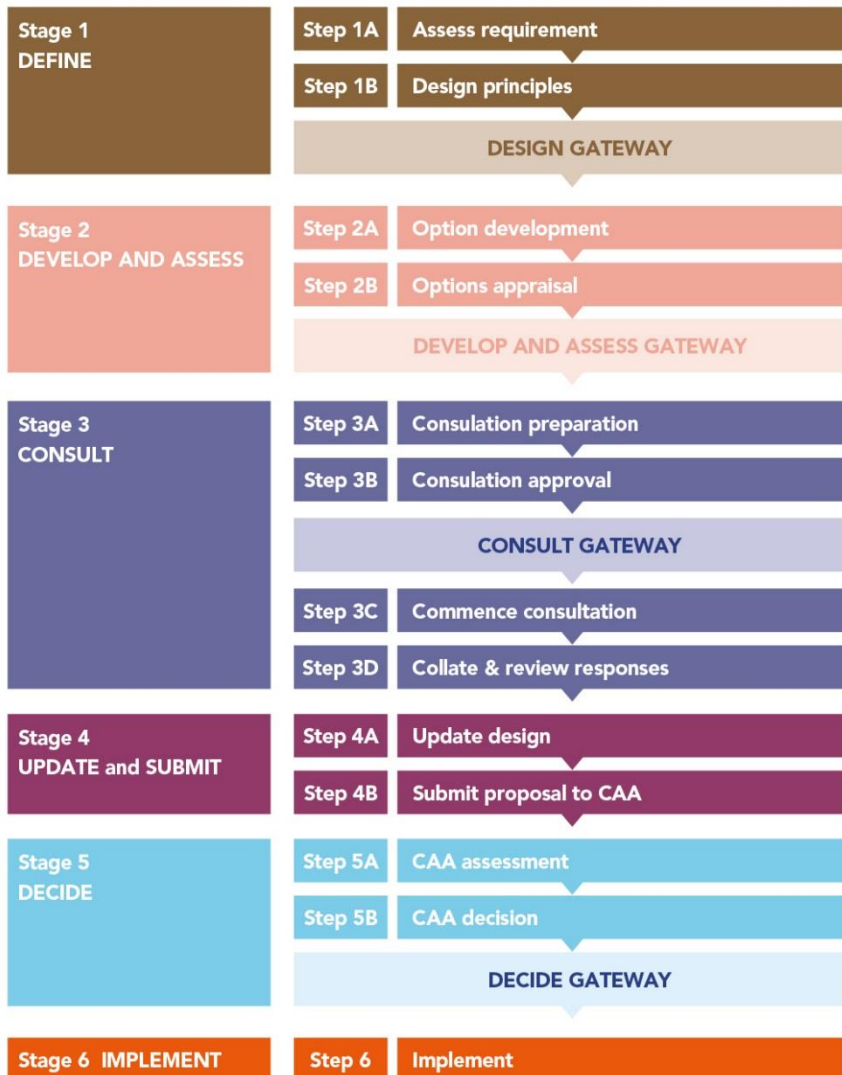 Stage 1
DEFINE
Step 1A
Assess requirement
Step 1B
Design principles
DESIGN GATEWAY
Stage 2
DEVELOP AND ASSESS
Step 2A
Option development
Step 2B
Options appraisal
DEVELOP AND ASSESS GATEWAY
Stage 3
CONSULT
Step 3A
Consulation preparation
Step 3B
Consulation approval
CONSULT GATEWAY
Step 3C
Commence consultation
Step 3D
Collate & review responses
Stage 4
UPDATE and SUBMIT
Step 4A
Update design
Step 4B
Submit proposal to CAA
Stage 5
DECIDE
Step 5A
CAA assessment
Step 5B
CAA decision
DECIDE GATEWAY
Stage 6 IMPLEMENT
Step 6
Implement